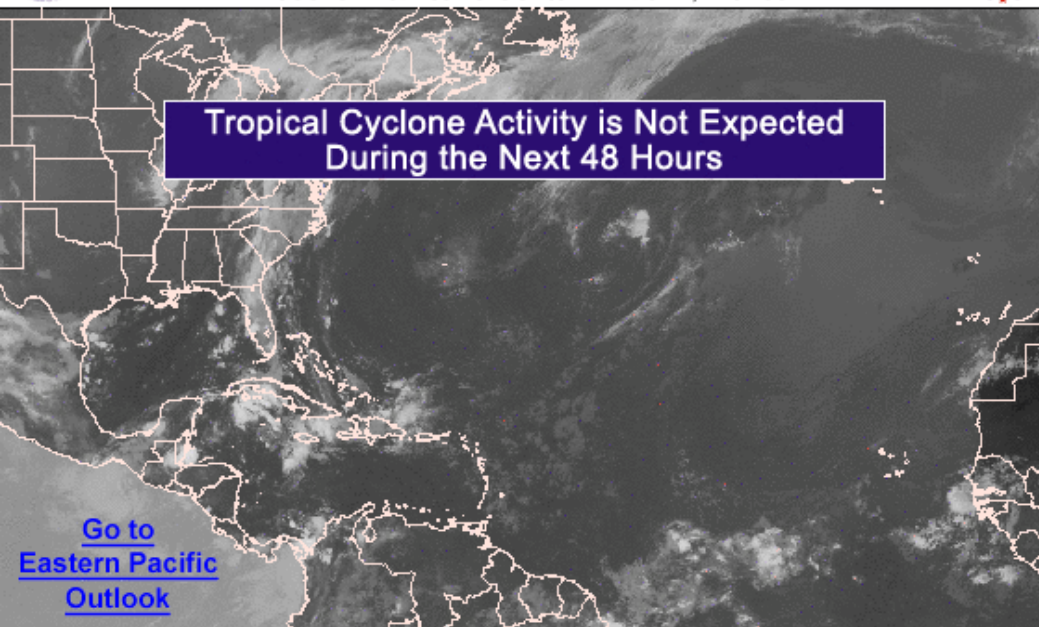 Tropical Cyclone Activity is Not Expected
During the Next 48 Hours
Go to
Eastern Pacific
Outlook